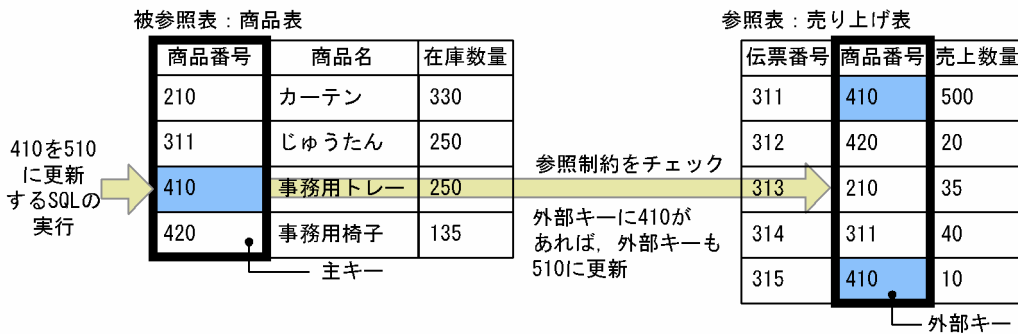 被参照表：商品表
商品番号 商品名 在庫数量
210 カーテン 330
311 じゅうたん 250
410 事務用トレー 250
420 事務用椅子 135
主キー
410を510
に更新
するSQLの
実行
参照制約をチェック
外部キーに410が
あれば，外部キーも
510に更新
参照表：売り上げ表
伝票番号 商品番号 売上数量
311 410 500
312 420 20
313 210 35
314 311 40
315 410 10
外部キー